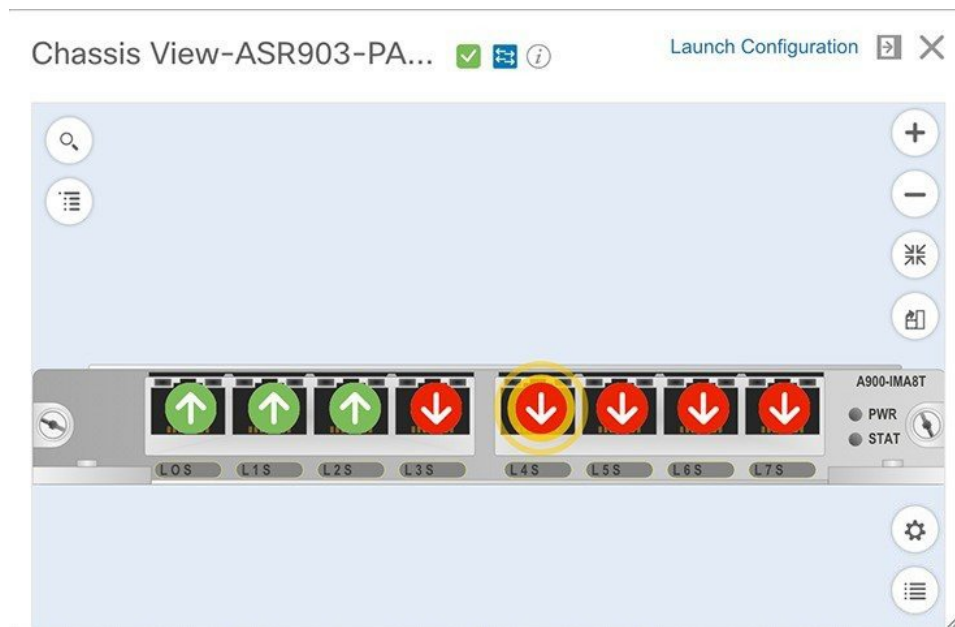 Chassis View-ASR903-PA...
Launch Configuration
A900-IMA8T
PWR
STAT
L0S L1S L2S L3S L4S L5S L6S L7S